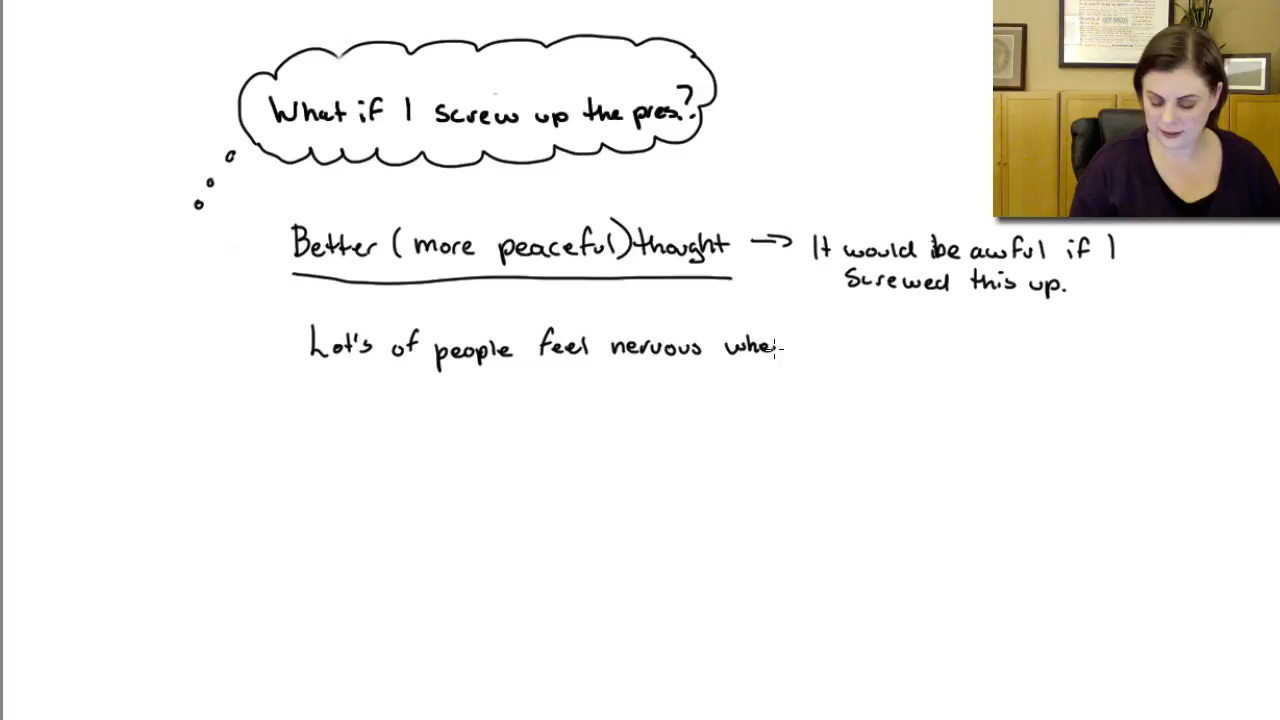 What if I screw up the pres.?
Better (more peaceful) thought → It would be awful if I
screwed this up.
Lot's of people feel nervous whe